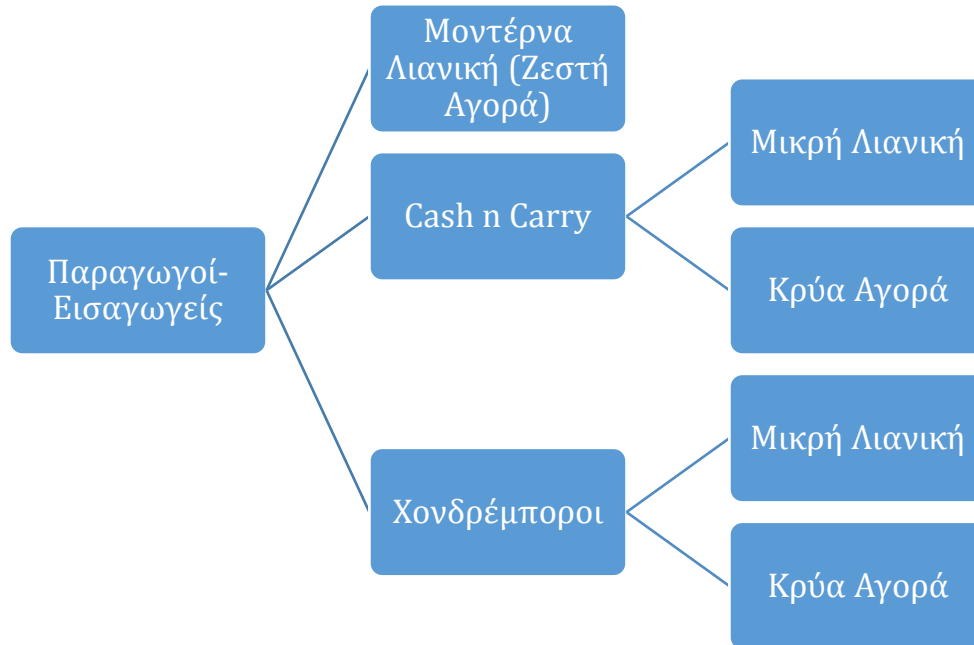 Παραγωγοί-
Εισαγωγείς
Μοντέρνα
Λιανική (Ζεστή
Αγορά)
Cash n Carry
Μικρή Λιανική
Κρύα Αγορά
Χονδρέμποροι
Μικρή Λιανική
Κρύα Αγορά